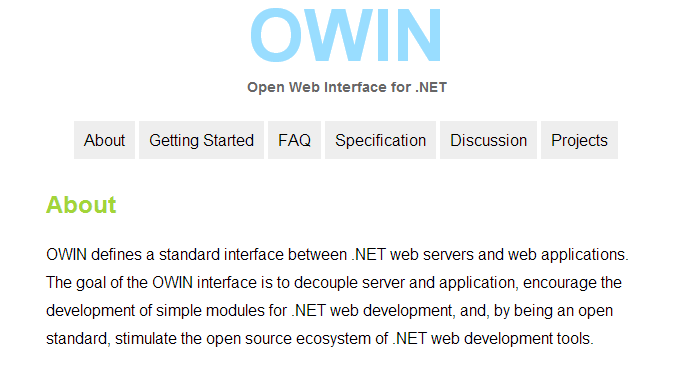 OWIN
Open Web Interface for .NET
About Getting Started FAQ Specification Discussion Projects
About
OWIN defines a standard interface between .NET web servers and web applications.
The goal of the OWIN interface is to decouple server and application, encourage the
development of simple modules for .NET web development, and, by being an open
standard, stimulate the open source ecosystem of .NET web development tools.